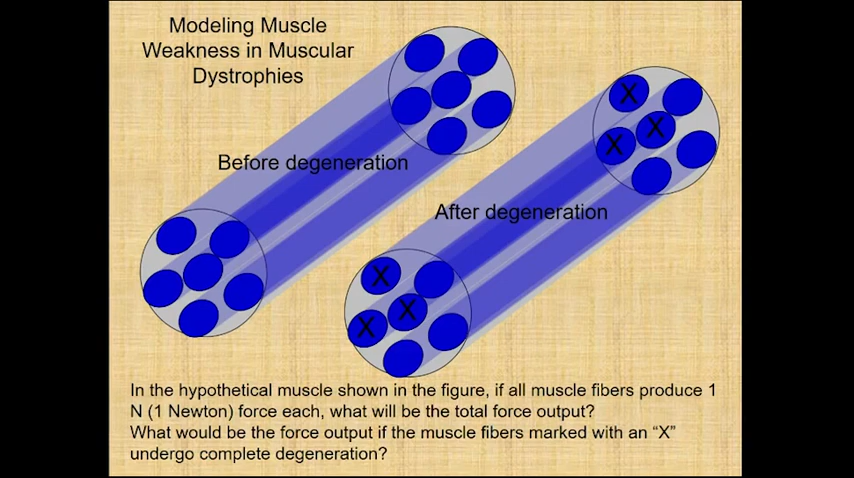 Modeling Muscle
Weakness in Muscular
Dystrophies
Before degeneration
After degeneration
X
X
X
X
X
X
In the hypothetical muscle shown in the figure, if all muscle fibers produce 1
N (1 Newton) force each, what will be the total force output?
What would be the force output if the muscle fibers marked with an “X”
undergo complete degeneration?